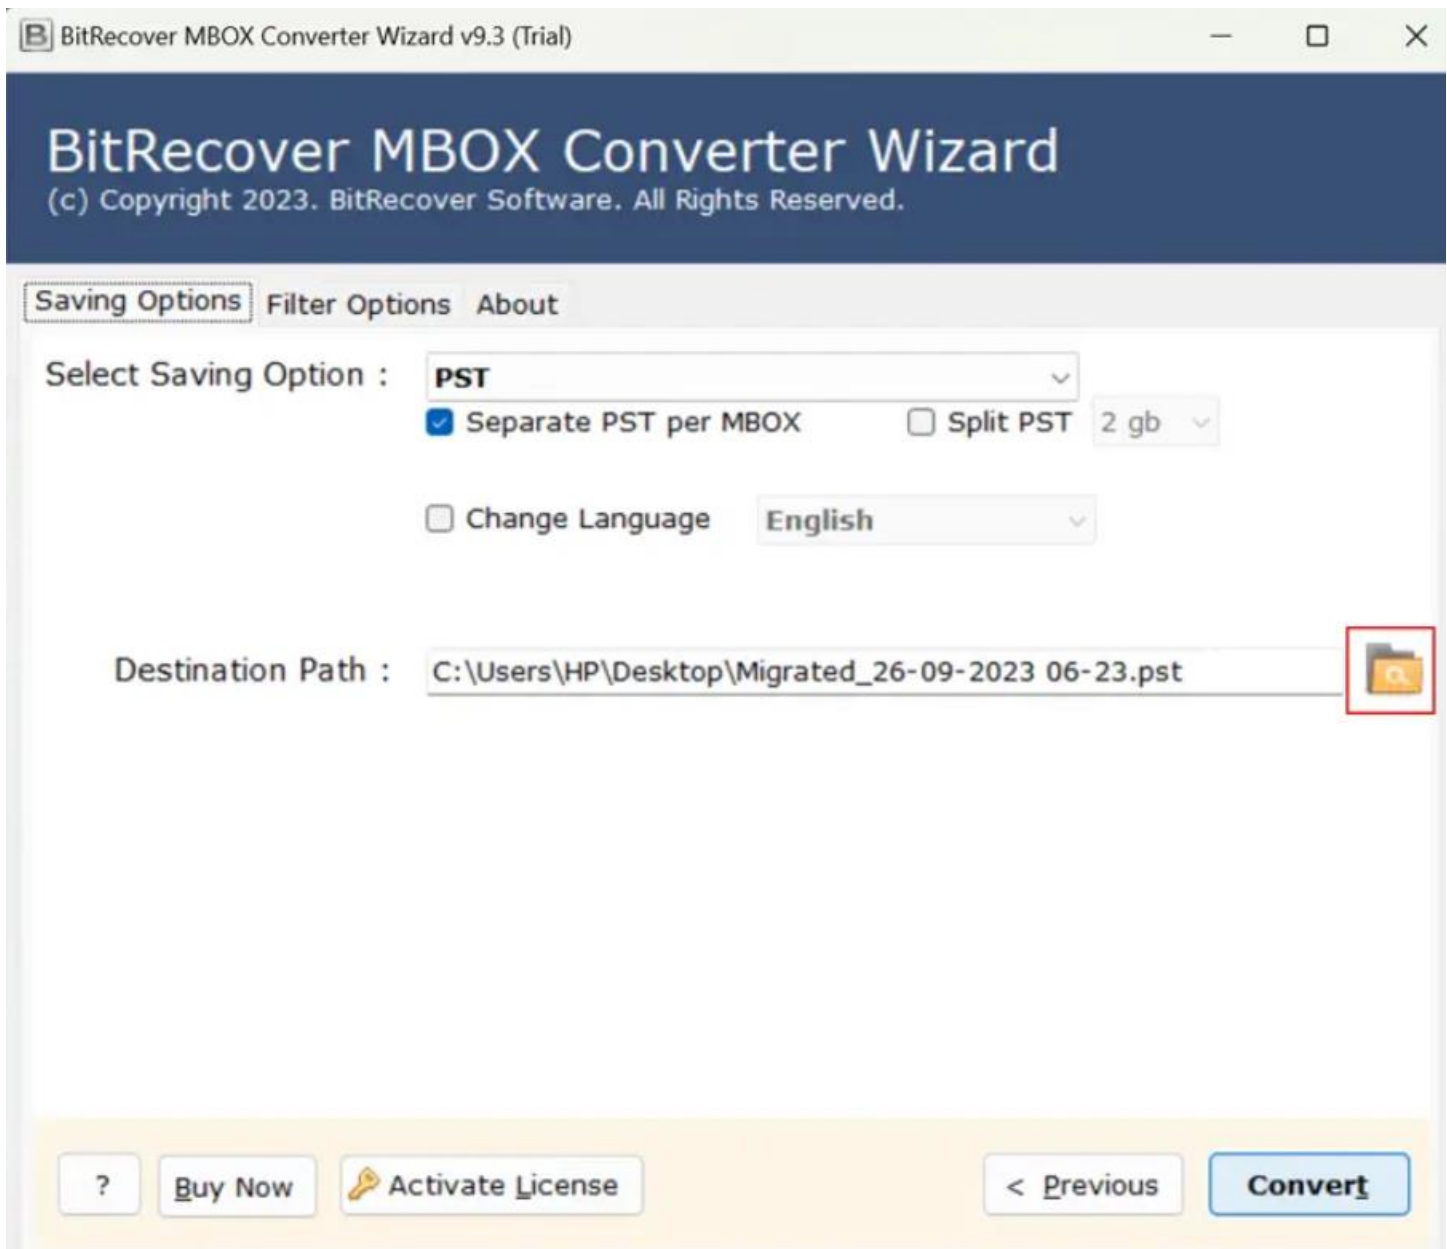 BitRecover MBOX Converter Wizard v9.3 (Trial)
BitRecover MBOX Converter Wizard
(c) Copyright 2023. BitRecover Software. All Rights Reserved.
Saving Options Filter Options About
Select Saving Option : PST
Separate PST per MBOX Split PST 2 gb
Change Language English
Destination Path : C:\Users\HP\Desktop\Migrated_26-09-2023 06-23.pst
? Buy Now Activate License < Previous Convert